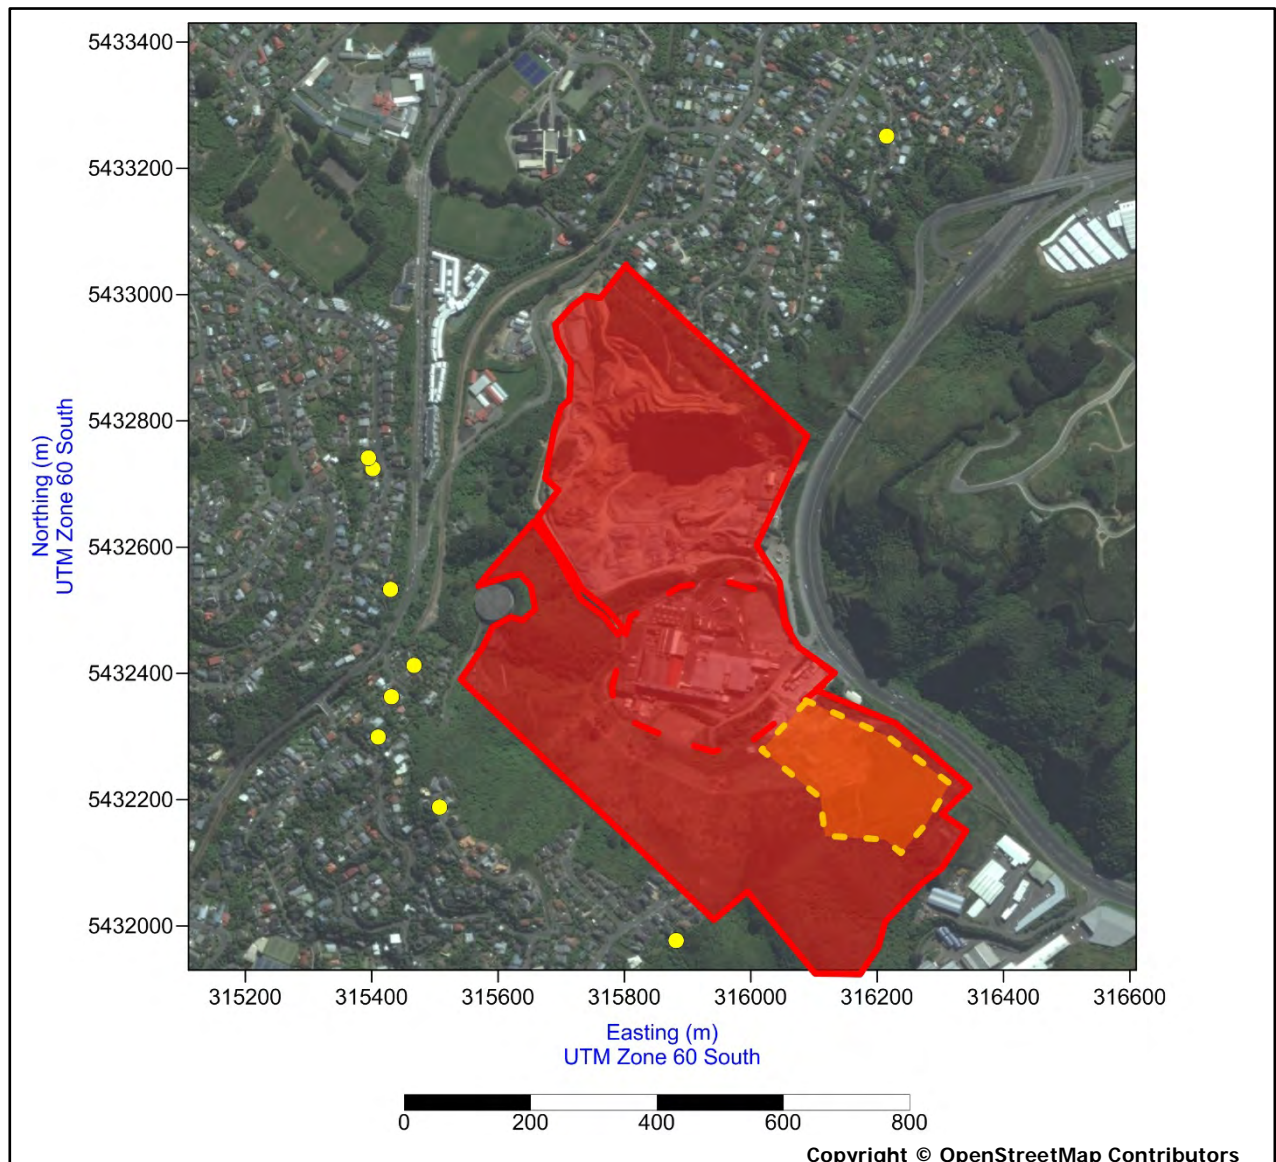 5433400
5433200
5433000
5432800
5432600
5432400
5432200
5432000
Northing (m)
UTM Zone 60 South
315200 315400 315600 315800 316000 316200 316400 316600
Easting (m)
UTM Zone 60 South
0 200 400 600 800
Copyright © OpenStreetMap Contributors